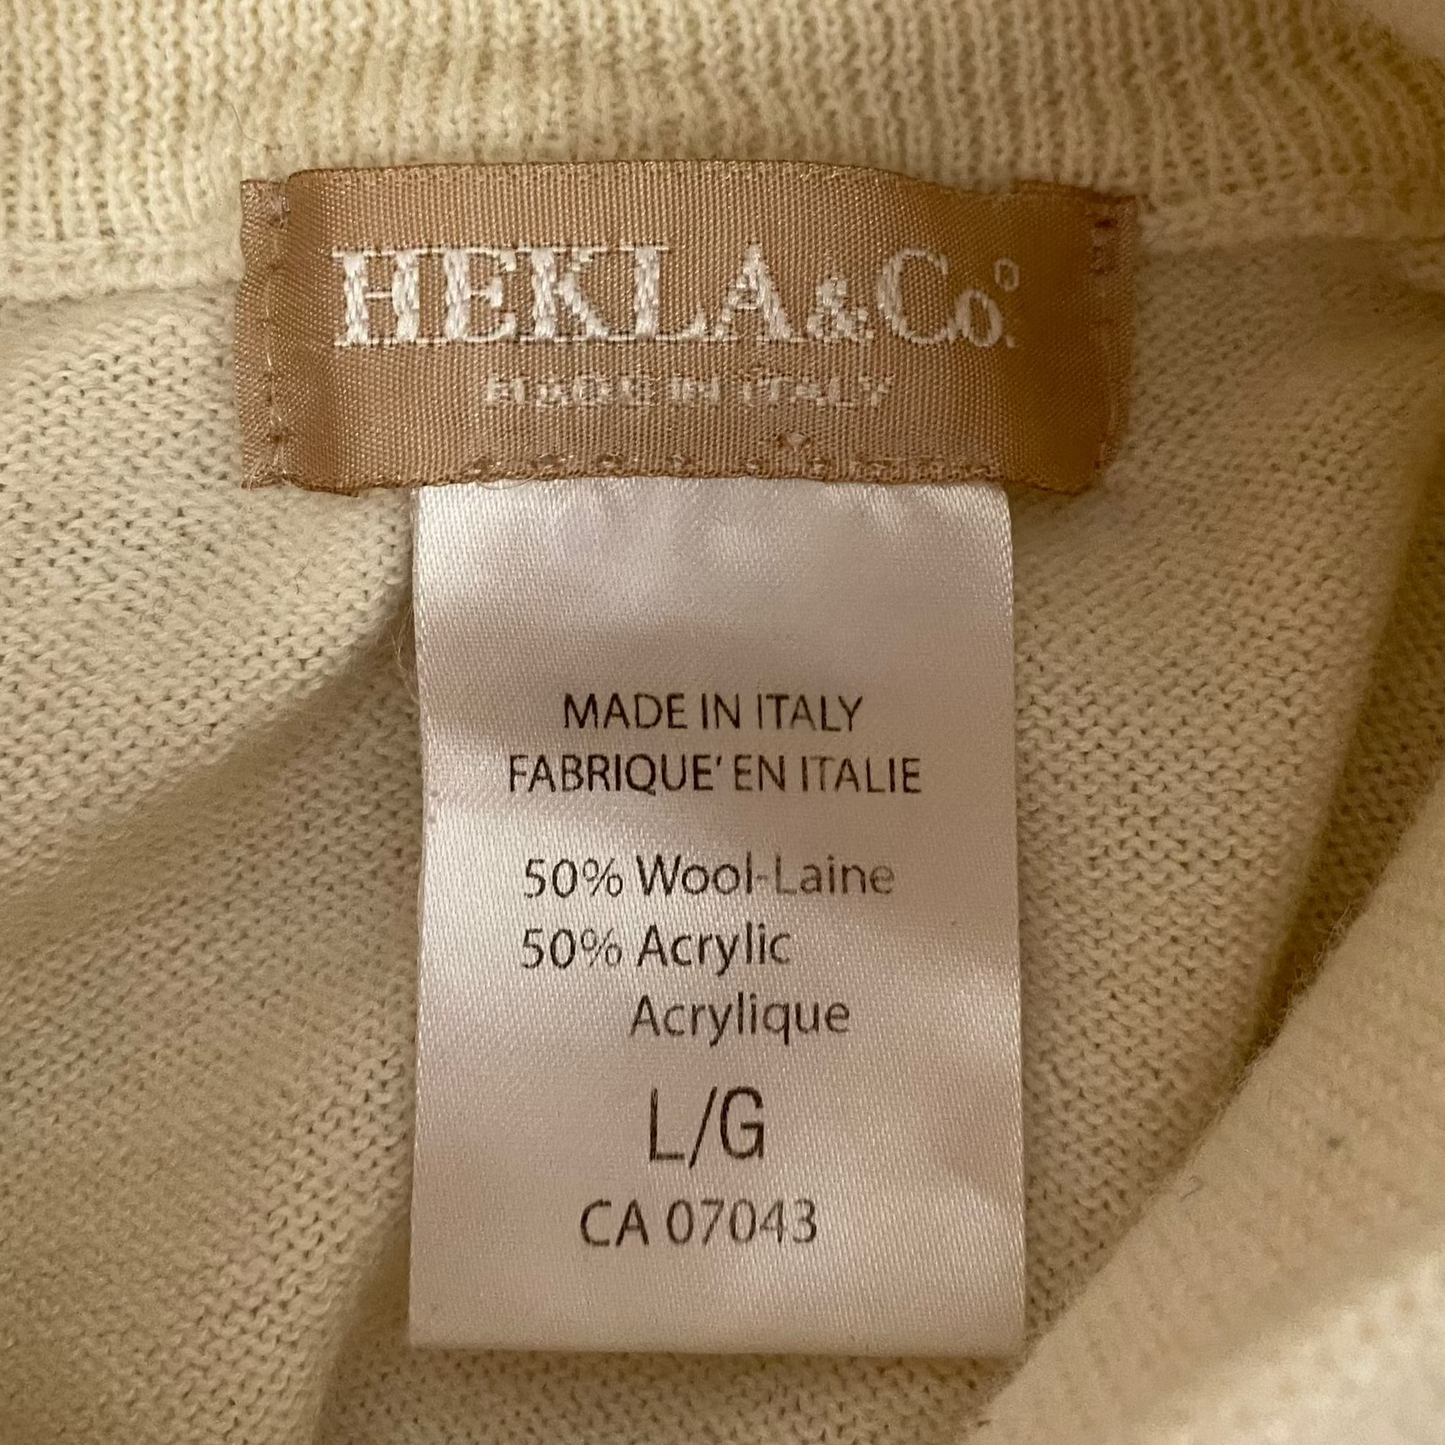 HEKLA&Co.
MADE IN ITALY
MADE IN ITALY
FABRIQUE' EN ITALIE
50% Wool-Laine
50% Acrylic
Acrylique
L/G
CA 07043